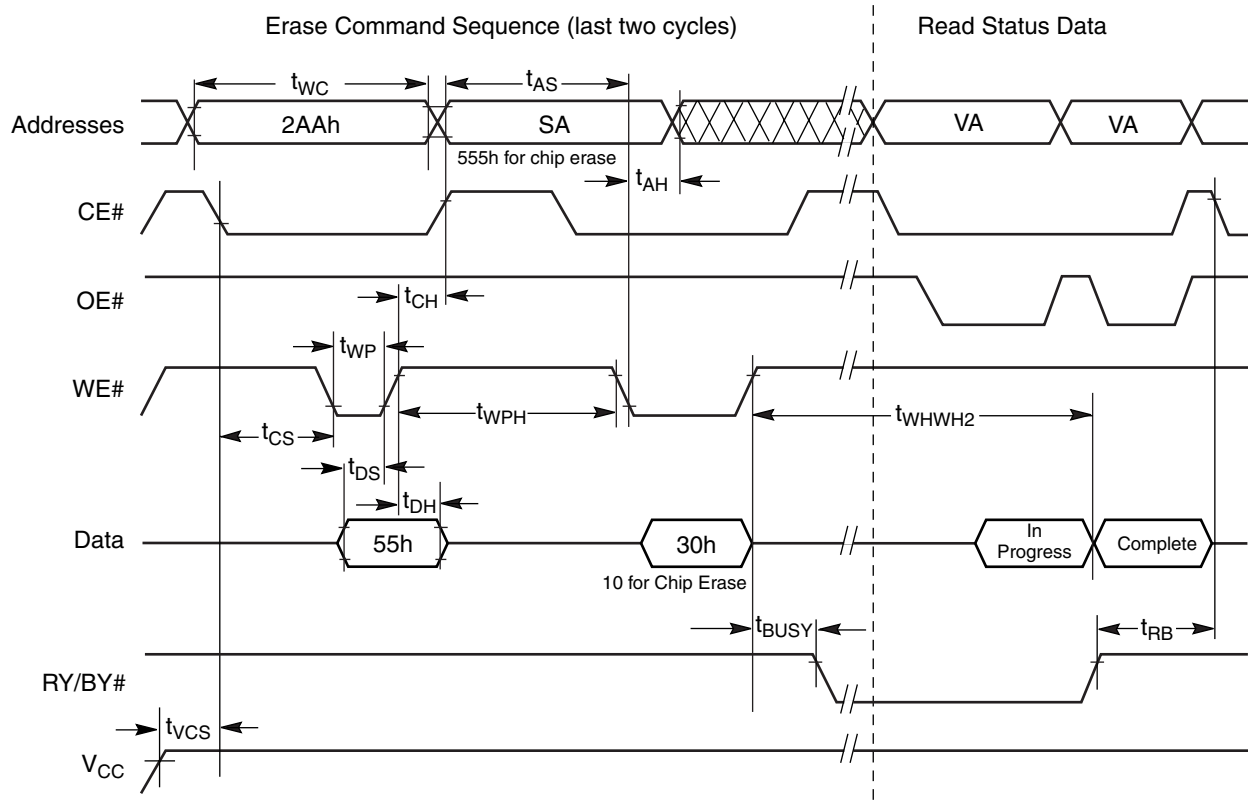 Erase Command Sequence (last two cycles)
Read Status Data
tWC
tAS
Addresses
2AAh
SA
VA
VA
555h for chip erase
tAH
CE#
OE#
tCH
tWP
WE#
tWPH
tWHWH2
tCS
tDS
tDH
Data
55h
30h
In
Progress
Complete
10 for Chip Erase
tBUSY
tRB
RY/BY#
tVCS
VCC